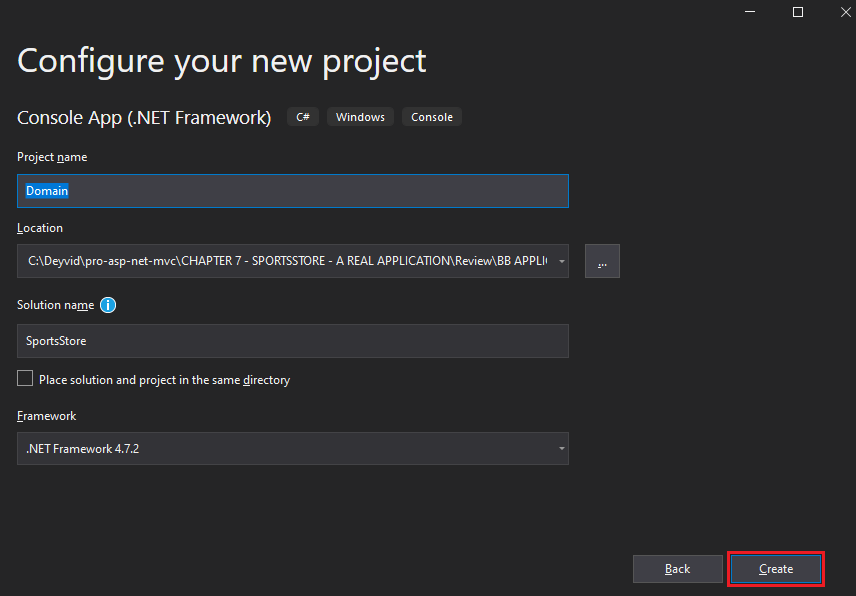 Configure your new project
Console App (.NET Framework) C# Windows Console
Project name
Domain
Location
C:\Deyvid\pro-asp-net-mvc\CHAPTER 7 - SPORTSSTORE - A REAL APPLICATION\Review\BB APPLI
...
Solution name
SportsStore
Place solution and project in the same directory
Framework
.NET Framework 4.7.2
Back Create